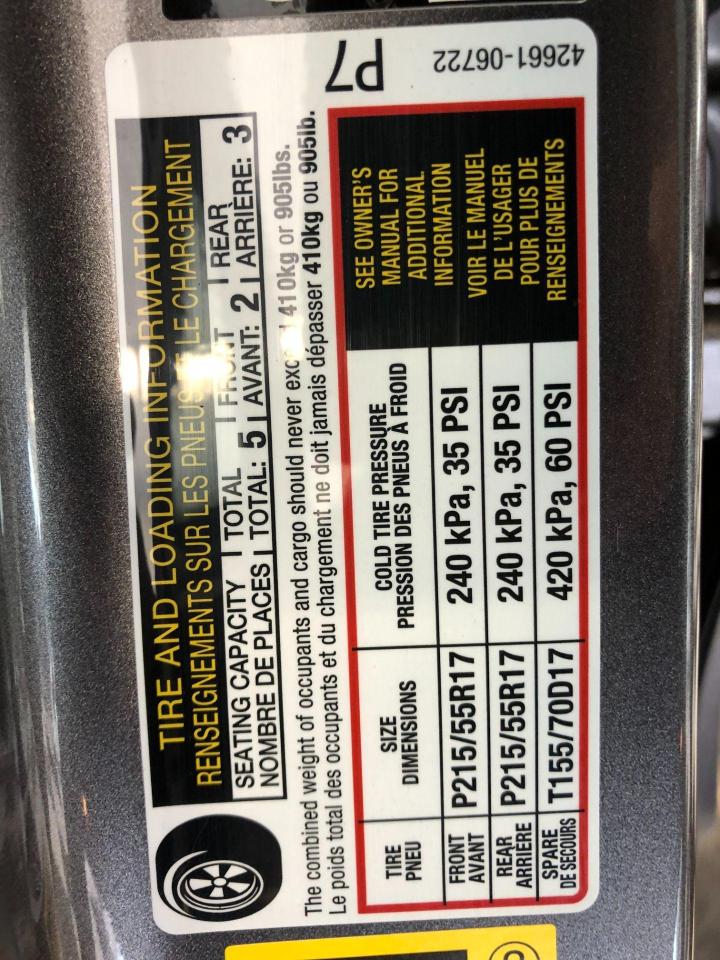 TIRE AND LOADING INFORMATION
RENSEIGNEMENTS SUR LES PNEUS ET LE CHARGEMENT
SEATING CAPACITY | TOTAL | FRONT | REAR
NOMBRE DE PLACES | TOTAL: 5 | AVANT: 2 | ARRIÈRE: 3
The combined weight of occupants and cargo should never exceed 410kg or 905lbs.
Le poids total des occupants et du chargement ne doit jamais dépasser 410kg ou 905lb.
TIRE
PNEU
SIZE
DIMENSIONS
COLD TIRE PRESSURE
PRESSION DES PNEUS À FROID
FRONT
AVANT
P215/55R17
240 kPa, 35 PSI
REAR
ARRIÈRE
P215/55R17
240 kPa, 35 PSI
SPARE
DE SECOURS
T155/70D17
420 kPa, 60 PSI
SEE OWNER'S
MANUAL FOR
ADDITIONAL
INFORMATION
VOIR LE MANUEL
DE L'USAGER
POUR PLUS DE
RENSEIGNEMENTS
P7
42661-06722